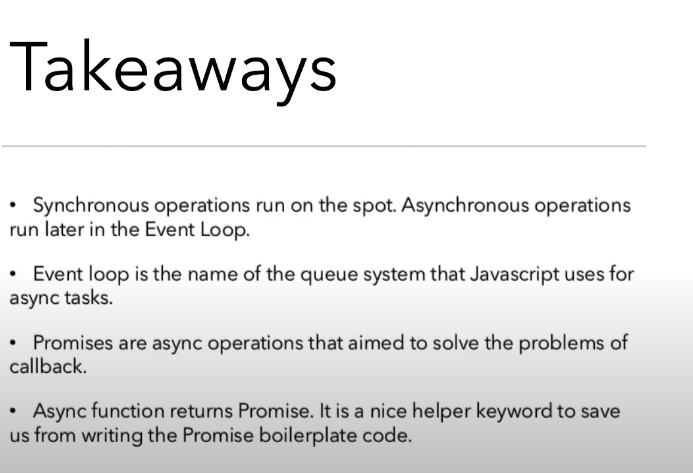 Takeaways
• Synchronous operations run on the spot. Asynchronous operations
run later in the Event Loop.
• Event loop is the name of the queue system that Javascript uses for
async tasks.
• Promises are async operations that aimed to solve the problems of
callback.
• Async function returns Promise. It is a nice helper keyword to save
us from writing the Promise boilerplate code.